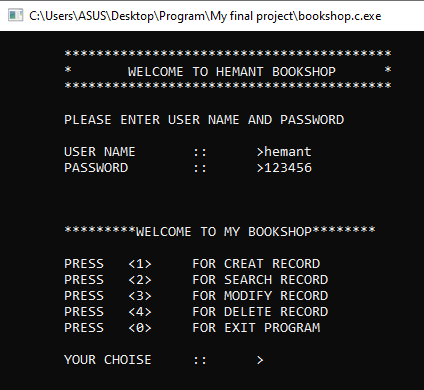 C:\Users\ASUS\Desktop\Program\My final project\bookshop.c.exe
*****************************************
* WELCOME TO HEMANT BOOKSHOP *
*****************************************
PLEASE ENTER USER NAME AND PASSWORD
USER NAME :: >hemant
PASSWORD :: >123456
*********WELCOME TO MY BOOKSHOP********
PRESS <1> FOR CREAT RECORD
PRESS <2> FOR SEARCH RECORD
PRESS <3> FOR MODIFY RECORD
PRESS <4> FOR DELETE RECORD
PRESS <0> FOR EXIT PROGRAM
YOUR CHOISE :: >